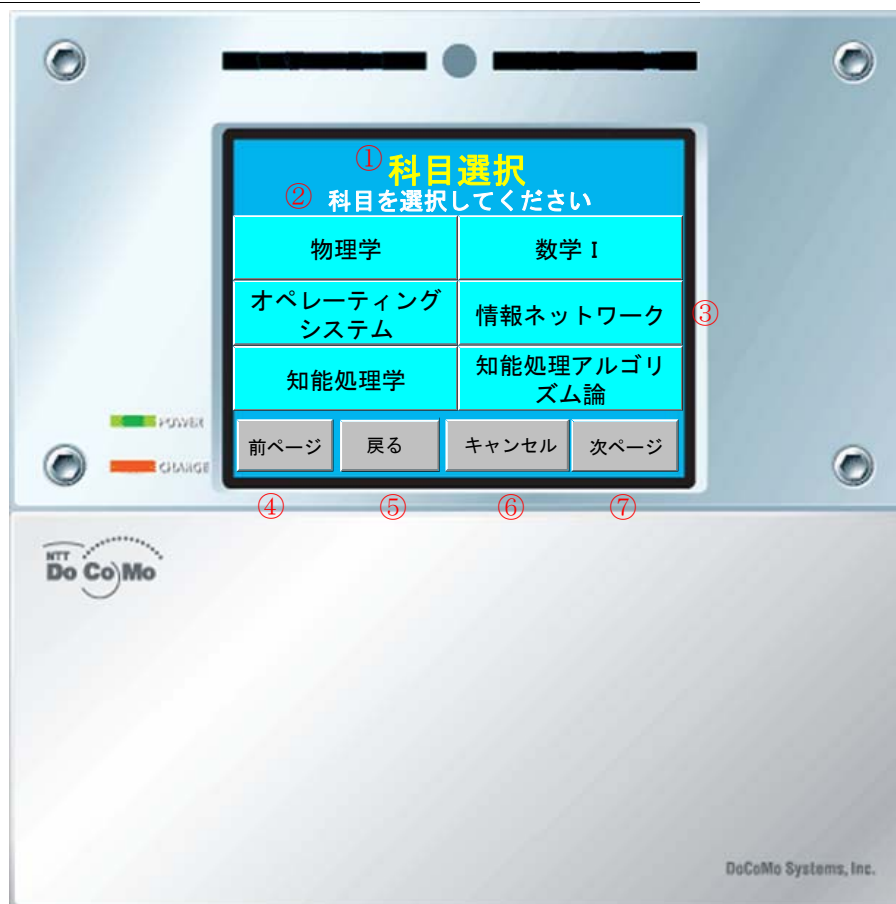 ① 科目選択
② 科目を選択してください
物理学 数学 I
オペレーティング
システム
情報ネットワーク ③
知能処理学
知能処理アルゴリ
ズム論
POWER
CHARGE
前ページ 戻る キャンセル 次ページ
④ ⑤ ⑥ ⑦
NTT
DoCoMo
DoCoMo Systems, Inc.